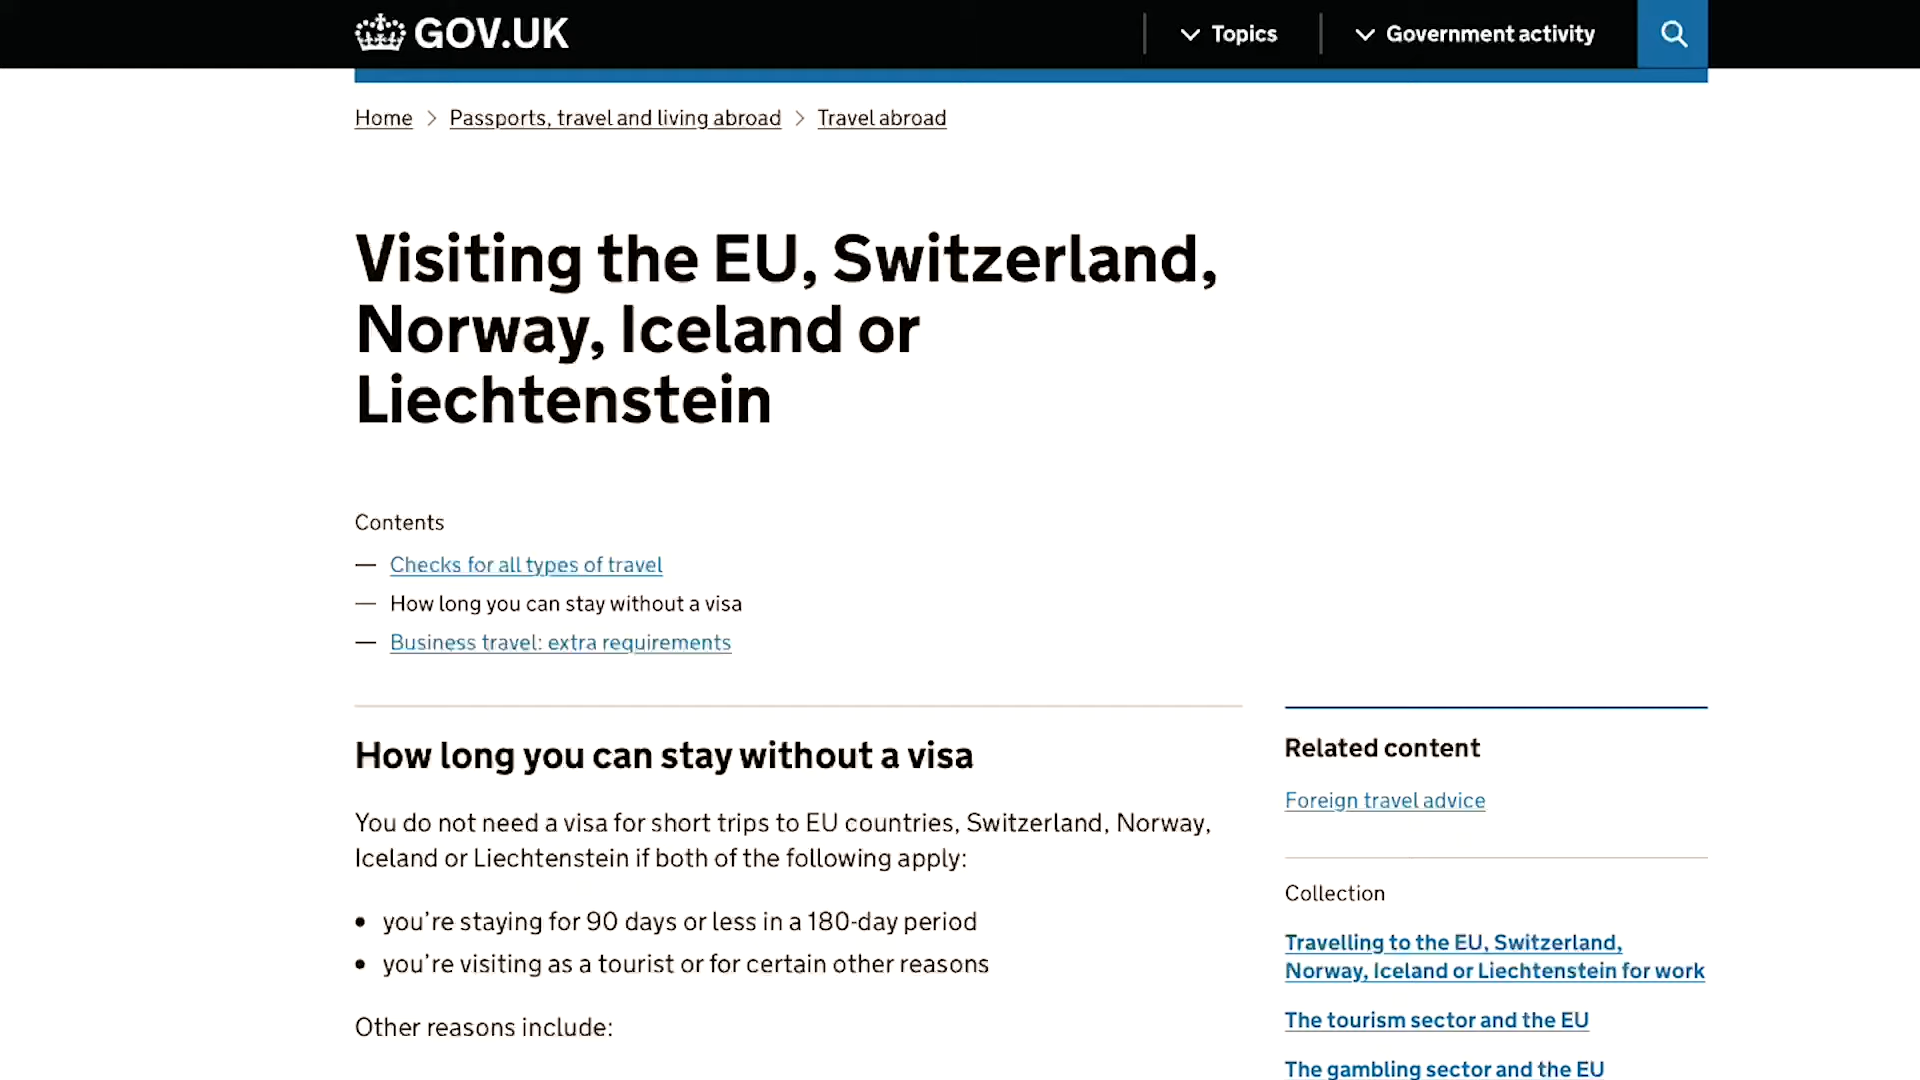 GOV.UK
Topics
Government activity
Home > Passports, travel and living abroad > Travel abroad
Visiting the EU, Switzerland,
Norway, Iceland or
Liechtenstein
Contents
— Checks for all types of travel
— How long you can stay without a visa
— Business travel: extra requirements
How long you can stay without a visa
You do not need a visa for short trips to EU countries, Switzerland, Norway,
Iceland or Liechtenstein if both of the following apply:
• you’re staying for 90 days or less in a 180-day period
• you’re visiting as a tourist or for certain other reasons
Other reasons include:
Related content
Foreign travel advice
Collection
Travelling to the EU, Switzerland,
Norway, Iceland or Liechtenstein for work
The tourism sector and the EU
The gambling sector and the EU